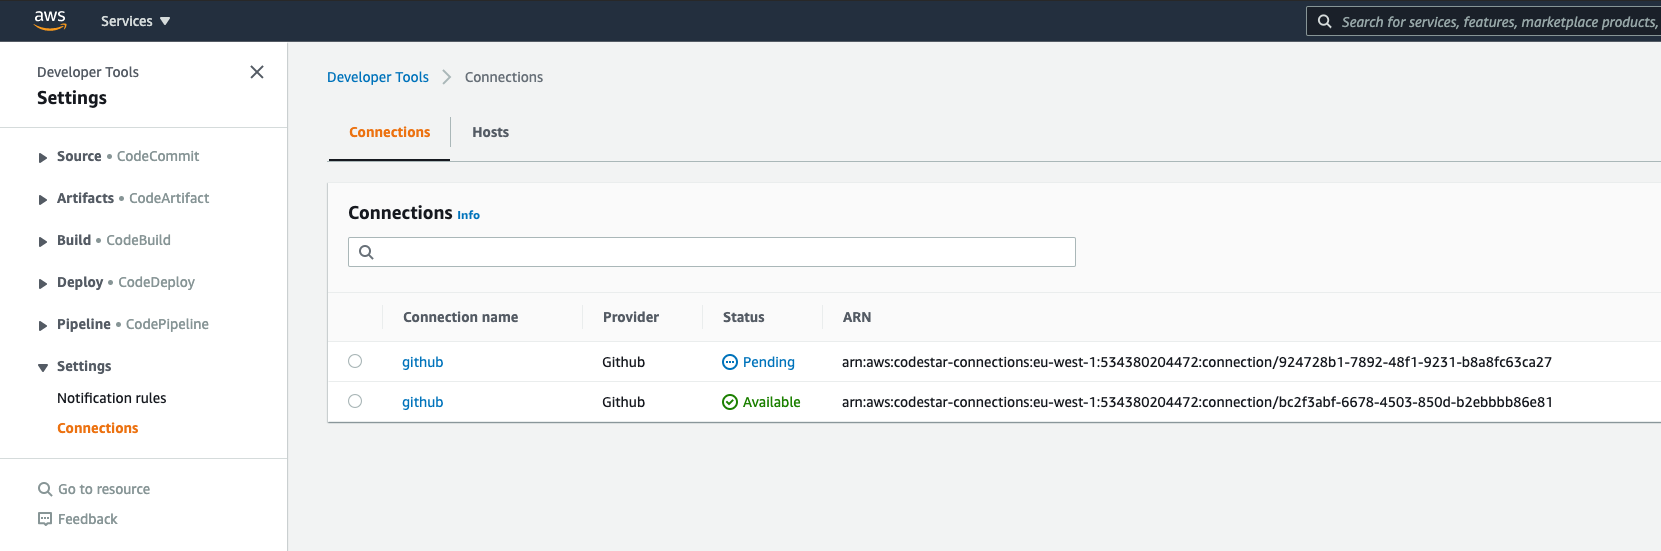 aws Services
Search for services, features, marketplace products,
Developer Tools
Settings
Source • CodeCommit
Artifacts • CodeArtifact
Build • CodeBuild
Deploy • CodeDeploy
Pipeline • CodePipeline
Settings
Notification rules
Connections
Go to resource
Feedback
Developer Tools Connections
Connections Hosts
Connections Info
Connection name Provider Status ARN
github Github Pending arn:aws:codestar-connections:eu-west-1:534380204472:connection/924728b1-7892-48f1-9231-b8a8fc63ca27
github Github Available arn:aws:codestar-connections:eu-west-1:534380204472:connection/bc2f3abf-6678-4503-850d-b2ebbbb86e81